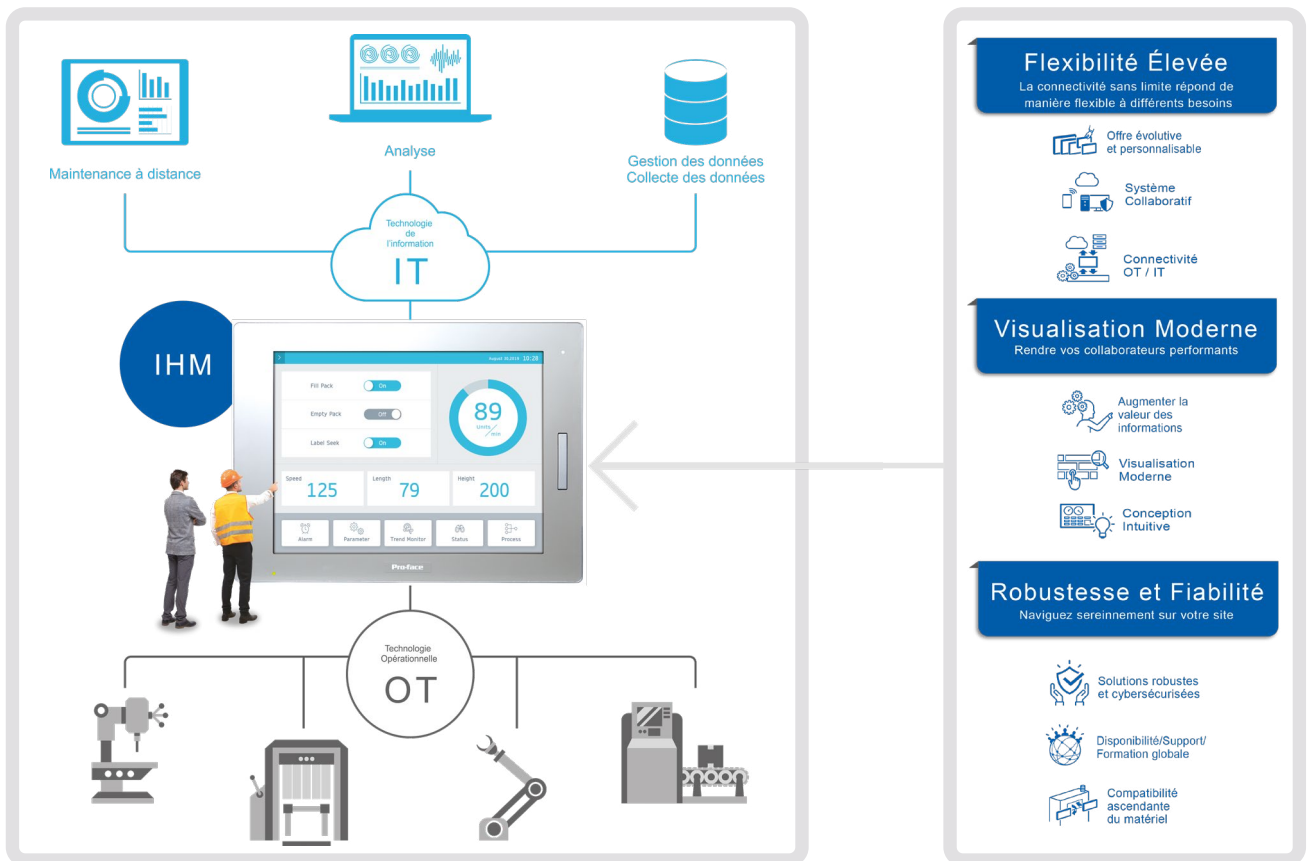 Maintenance à distance
Analyse
Gestion des données
Collecte des données
Technologie
de
l'information
IT
IHM
August 30.2019 10:28
Fill Pack
On
Empty Pack
Off
Label Seek
On
89
Units/
min
Speed
125
Length
79
Height
200
Alarm
Parameter
Trend Monitor
Status
Process
Pro-face
Technologie
Opérationnelle
OT
Flexibilité Élevée
La connectivité sans limite répond de
manière flexible à différents besoins
Offre évolutive
et personnalisable
Système
Collaboratif
Connectivité
OT / IT
Visualisation Moderne
Rendre vos collaborateurs performants
Augmenter la
valeur des
informations
Visualisation
Moderne
Conception
Intuitive
Robustesse et Fiabilité
Naviguez sereinnement sur votre site
Solutions robustes
et cybersécurisées
Disponibilité/Support/
Formation globale
Compatibilité
ascendante
du matériel